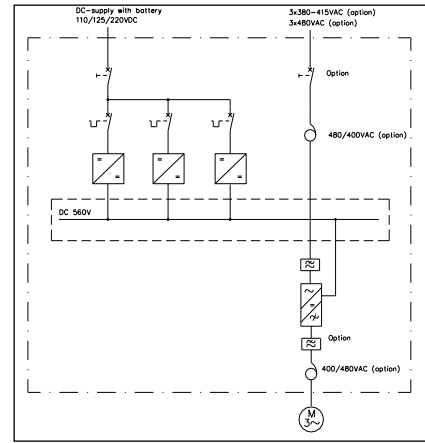 DC-supply with battery
110/125/220VDC
3x380-415VAC (option)
3x480VAC (option)
Option
480/400VAC (option)
DC 560V
Option
400/480VAC (option)
M
3~